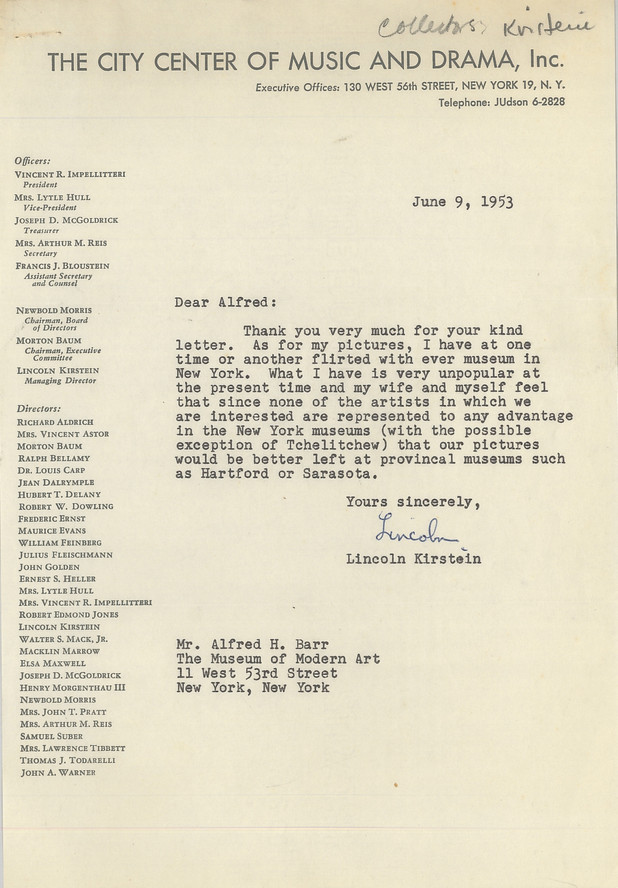 Collectors: Kirstein
THE CITY CENTER OF MUSIC AND DRAMA, Inc.
Executive Offices: 130 WEST 56th STREET, NEW YORK 19, N. Y.
Telephone: JUdson 6-2828
Officers:
VINCENT R. IMPELLITTERI
President
MRS. LYTLE HULL
Vice-President
JOSEPH D. MCGOLDRICK
Treasurer
MRS. ARTHUR M. REIS
Secretary
FRANCIS J. BLOUSTEIN
Assistant Secretary
and Counsel
NEWBOLD MORRIS
Chairman, Board
of Directors
MORTON BAUM
Chairman, Executive
Committee
LINCOLN KIRSTEIN
Managing Director
Directors:
RICHARD ALDRICH
MRS. VINCENT ASTOR
MORTON BAUM
RALPH BELLAMY
DR. LOUIS CARP
JEAN DALRYMPLE
HUBERT T. DELANY
ROBERT W. DOWLING
FREDERIC ERNST
MAURICE EVANS
WILLIAM FEINBERG
JULIUS FLEISCHMANN
JOHN GOLDEN
ERNEST S. HELLER
MRS. LYTLE HULL
MRS. VINCENT R. IMPELLITTERI
ROBERT EDMOND JONES
LINCOLN KIRSTEIN
WALTER S. MACK, JR.
MACKLIN MARROW
ELSA MAXWELL
JOSEPH D. MCGOLDRICK
HENRY MORGENTHAU III
NEWBOLD MORRIS
MRS. JOHN T. PRATT
MRS. ARTHUR M. REIS
SAMUEL SUBER
MRS. LAWRENCE TIBBETT
THOMAS J. TODARELLI
JOHN A. WARNER
June 9, 1953
Dear Alfred:
Thank you very much for your kind
letter. As for my pictures, I have at one
time or another flirted with ever museum in
New York. What I have is very unpopular at
the present time and my wife and myself feel
that since none of the artists in which we
are interested are represented to any advantage
in the New York museums (with the possible
exception of Tchelitchew) that our pictures
would be better left at provincal museums such
as Hartford or Sarasota.
Yours sincerely,
Lincoln
Lincoln Kirstein
Mr. Alfred H. Barr
The Museum of Modern Art
11 West 53rd Street
New York, New York